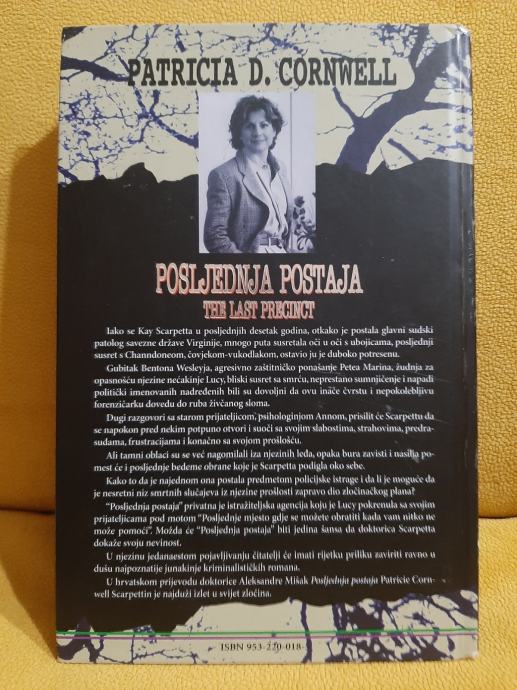 PATRICIA D. CORNWELL
POSLJEDNJA POSTAJA
THE LAST PRECINCT
Iako se Kay Scarpetta u posljednjih desetak godina, otkako je postala glavni sudski
patolog savezne države Virginije, mnogo puta susretala oči u oči s ubojicama, posljednji
susret s Channdoneom, čovjekom-vukodlakom, ostavio ju je duboko potresenu.
Gubitak Bentona Wesleyja, agresivno zaštitničko ponašanje Petea Marina, žudnja za
opasnošću njezine nećakinje Lucy, bliski susret sa smrću, neprestano sumnjičenje i napadi
politički imenovanih nadređenih bili su dovoljni da ovu inače čvrstu i nepokolebljivu
forenzičarku dovedu do ruba živčanog sloma.
Dugi razgovori sa starom prijateljicom, psihologinjom Annom, prisilit će Scarpettu da
se napokon pred nekim potpuno otvori i suoči sa svojim slabostima, strahovima, predra-
sudama, frustracijama i konačno sa svojom prošlošću.
Ali tamni oblaci su se već nagomilali iza njezinih leđa, opaka bura zavisti i nasilja po-
mest će i posljednje bedeme obrane koje je Scarpetta podigla oko sebe.
Kako to da je najednom ona postala predmetom policijske istrage i da li je moguće da
je nesretni niz smrtnih slučajeva iz njezine prošlosti zapravo dio zločinačkog plana?
“Posljednja postaja” privatna je istražiteljska agencija koju je Lucy pokrenula sa svojim
prijateljicama pod motom “Posljednje mjesto gdje se možete obratiti kada vam nitko ne
može pomoći”. Možda će “Posljednja postaja” biti jedina šansa da doktorica Scarpetta
dokaže svoju nevinost.
U njezinu jedanaestom pojavljivanju čitatelji će imati rijetku priliku zaviriti ravno u
dušu najpoznatije junakinje kriminalističkih romana.
U hrvatskom prijevodu doktorice Aleksandre Mišak Posljednja postaja Patricie Corn-
well Scarpettin je najduži izlet u svijet zločina.
ISBN 953-220-018-